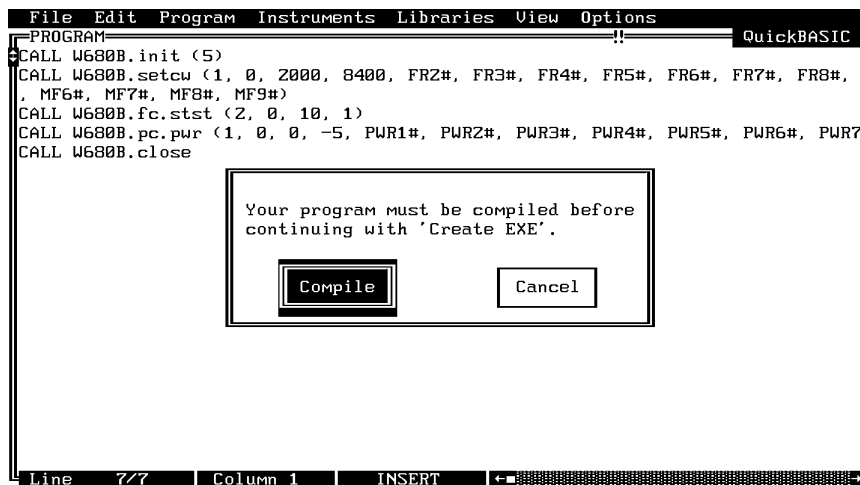 File Edit Program Instruments Libraries View Options
PROGRAM !! QuickBASIC
CALL W680B.init (5)
CALL W680B.setcw (1, 0, 2000, 8400, FR2#, FR3#, FR4#, FR5#, FR6#, FR7#, FR8#,
, MF6#, MF7#, MF8#, MF9#)
CALL W680B.fc.stst (2, 0, 10, 1)
CALL W680B.pc.pwr (1, 0, 0, -5, PWR1#, PWR2#, PWR3#, PWR4#, PWR5#, PWR6#, PWR7
CALL W680B.close
Your program must be compiled before
continuing with 'Create EXE'.
Compile Cancel
Line 7/7 Column 1 INSERT